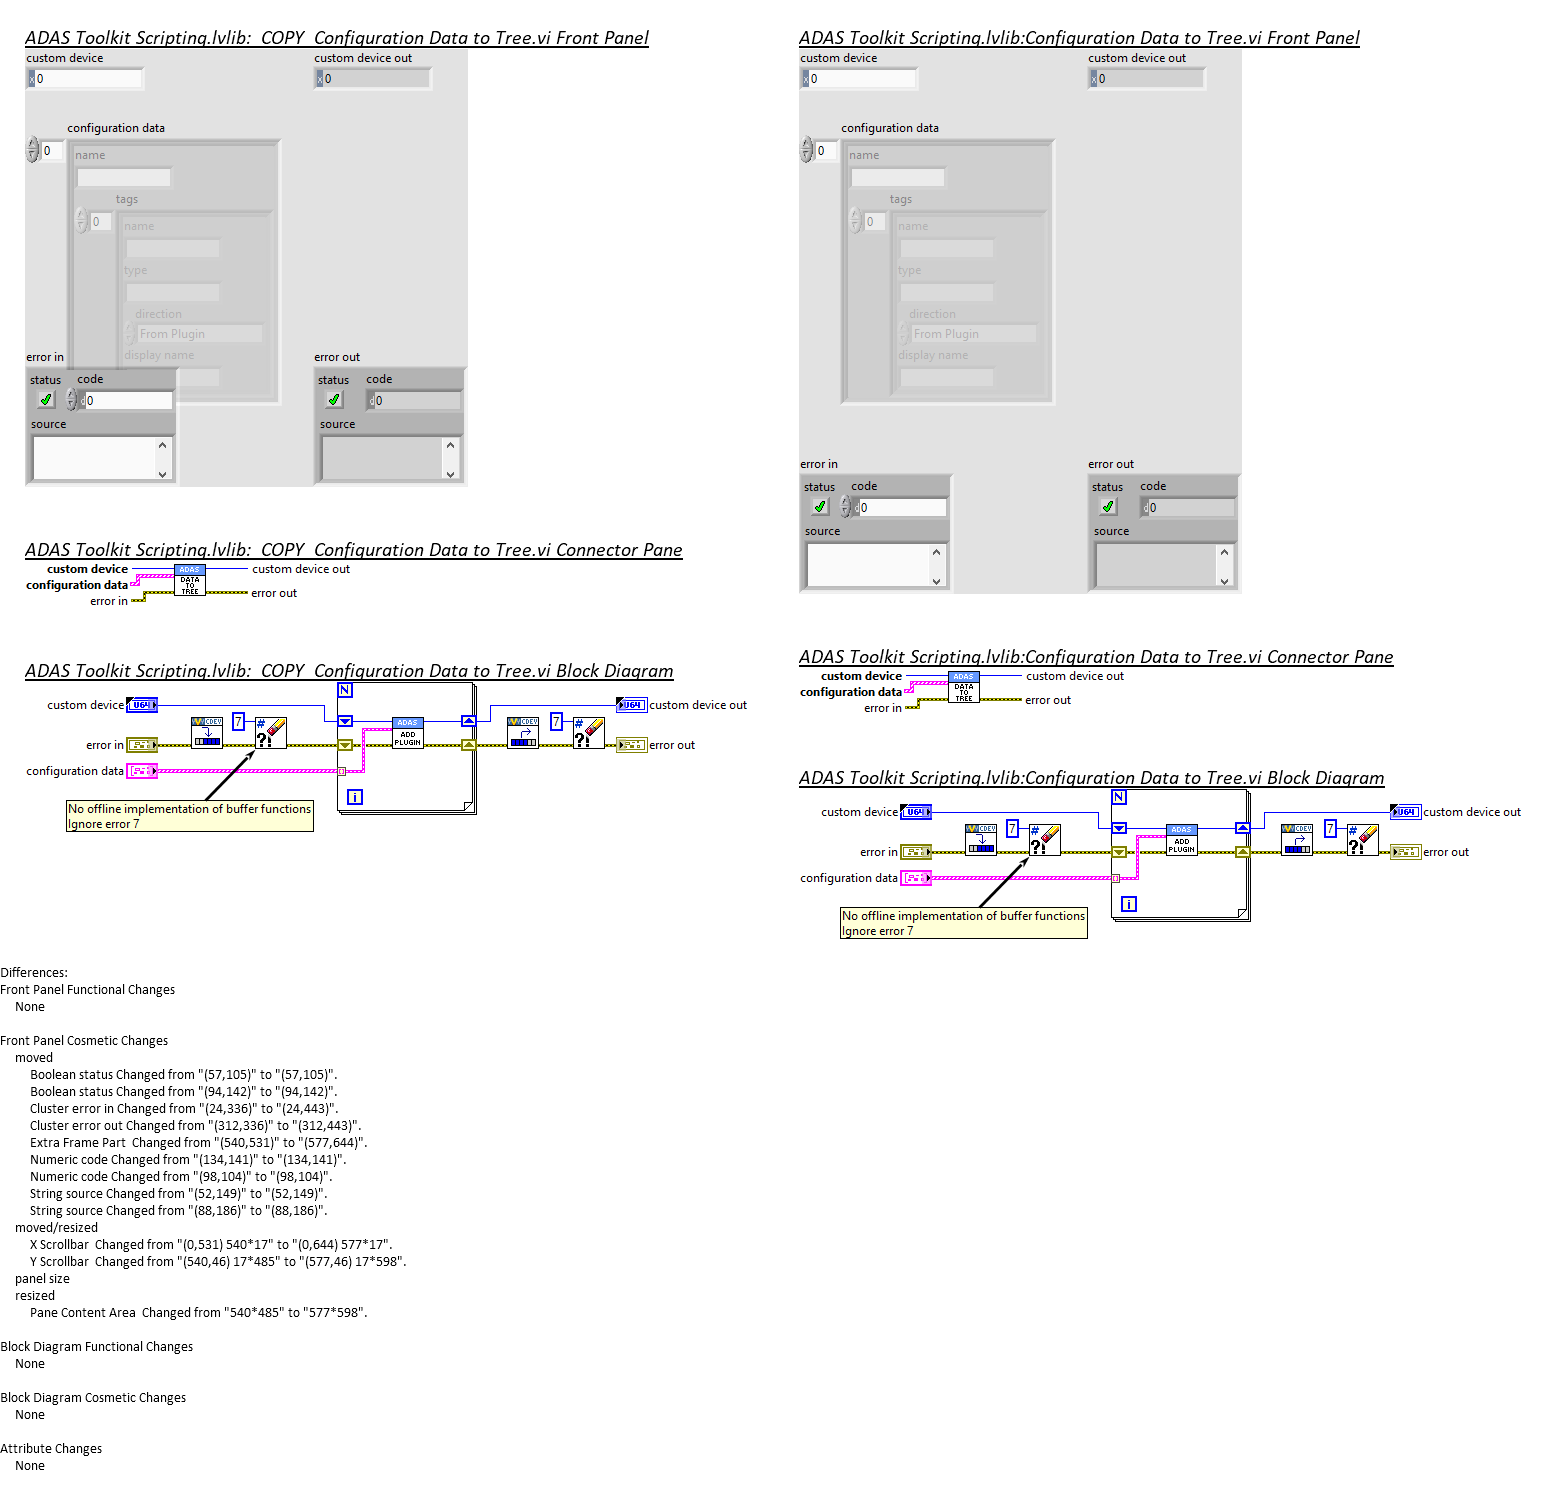 ADAS Toolkit Scripting.lvlib:  COPY  Configuration Data to Tree.vi Front Panel
custom device
0
custom device out
0
configuration data
0
name
tags
0
name
type
direction
From Plugin
display name
error in
status
code
d0
source
error out
status
code
d0
source
ADAS Toolkit Scripting.lvlib:  COPY  Configuration Data to Tree.vi Connector Pane
custom device
configuration data
error in
ADAS
DATA
TO
TREE
custom device out
error out
ADAS Toolkit Scripting.lvlib:  COPY  Configuration Data to Tree.vi Block Diagram
N
custom device
U64
U64
custom device out
CDEV
7
#
?!
ADAS
ADD
PLUGIN
CDEV
7
#
?!
error in
error out
configuration data
i
No offline implementation of buffer functions
Ignore error 7
ADAS Toolkit Scripting.lvlib:Configuration Data to Tree.vi Front Panel
custom device
x0
custom device out
x0
configuration data
0
name
tags
0
name
type
direction
From Plugin
display name
error in
status
code
d0
source
error out
status
code
d0
source
ADAS Toolkit Scripting.lvlib:Configuration Data to Tree.vi Connector Pane
custom device
configuration data
error in
ADAS
DATA
TO
TREE
custom device out
error out
ADAS Toolkit Scripting.lvlib:Configuration Data to Tree.vi Block Diagram
N
custom device
U64
U64
custom device out
CDEV
7
#
?!
ADAS
ADD
PLUGIN
CDEV
7
#
?!
error in
error out
configuration data
i
No offline implementation of buffer functions
Ignore error 7
Differences:
Front Panel Functional Changes
None
Front Panel Cosmetic Changes
moved
Boolean status Changed from "(57,105)" to "(57,105)".
Boolean status Changed from "(94,142)" to "(94,142)".
Cluster error in Changed from "(24,336)" to "(24,443)".
Cluster error out Changed from "(312,336)" to "(312,443)".
Extra Frame Part  Changed from "(540,531)" to "(577,644)".
Numeric code Changed from "(134,141)" to "(134,141)".
Numeric code Changed from "(98,104)" to "(98,104)".
String source Changed from "(52,149)" to "(52,149)".
String source Changed from "(88,186)" to "(88,186)".
moved/resized
X Scrollbar  Changed from "(0,531) 540*17" to "(0,644) 577*17".
Y Scrollbar  Changed from "(540,46) 17*485" to "(577,46) 17*598".
panel size
resized
Pane Content Area  Changed from "540*485" to "577*598".
Block Diagram Functional Changes
None
Block Diagram Cosmetic Changes
None
Attribute Changes
None